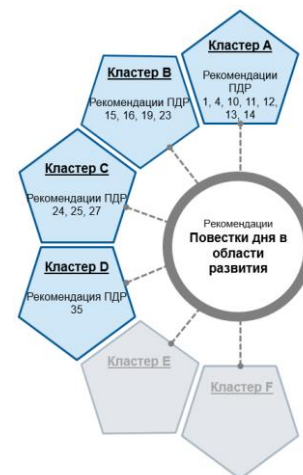 Кластер A
Рекомендации
ПДР
1, 4, 10, 11, 12,
13, 14
Кластер B
Рекомендации ПДР
15, 16, 19, 23
Кластер C
Рекомендации ПДР
24, 25, 27
Кластер D
Рекомендация ПДР
35
Рекомендации
Повестки дня в
области
развития
Кластер E
Кластер F